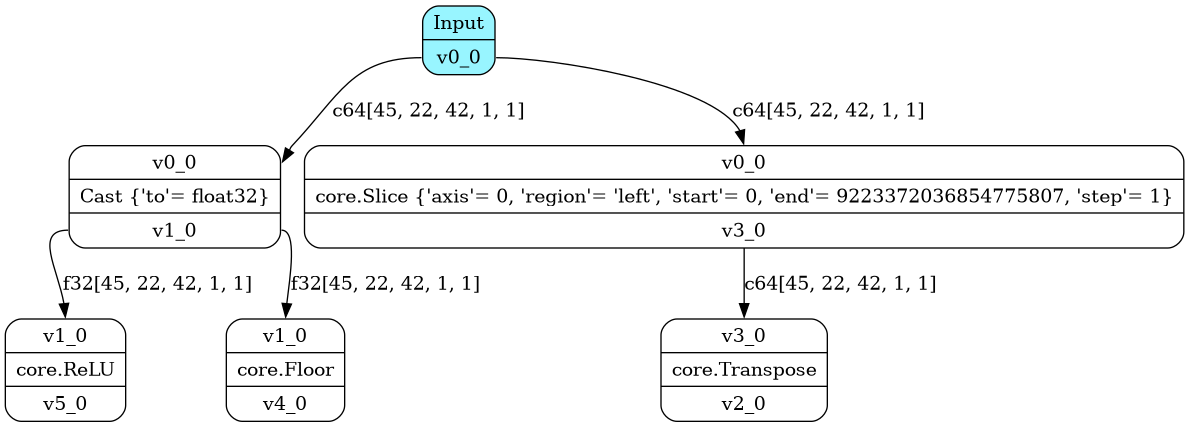 Input
v0_0
c64[45, 22, 42, 1, 1]
c64[45, 22, 42, 1, 1]
v0_0
Cast {'to'= float32}
v1_0
v0_0
core.Slice {'axis'= 0, 'region'= 'left', 'start'= 0, 'end'= 9223372036854775807, 'step'= 1}
v3_0
f32[45, 22, 42, 1, 1]
f32[45, 22, 42, 1, 1]
c64[45, 22, 42, 1, 1]
v1_0
core.ReLU
v5_0
v1_0
core.Floor
v4_0
v3_0
core.Transpose
v2_0